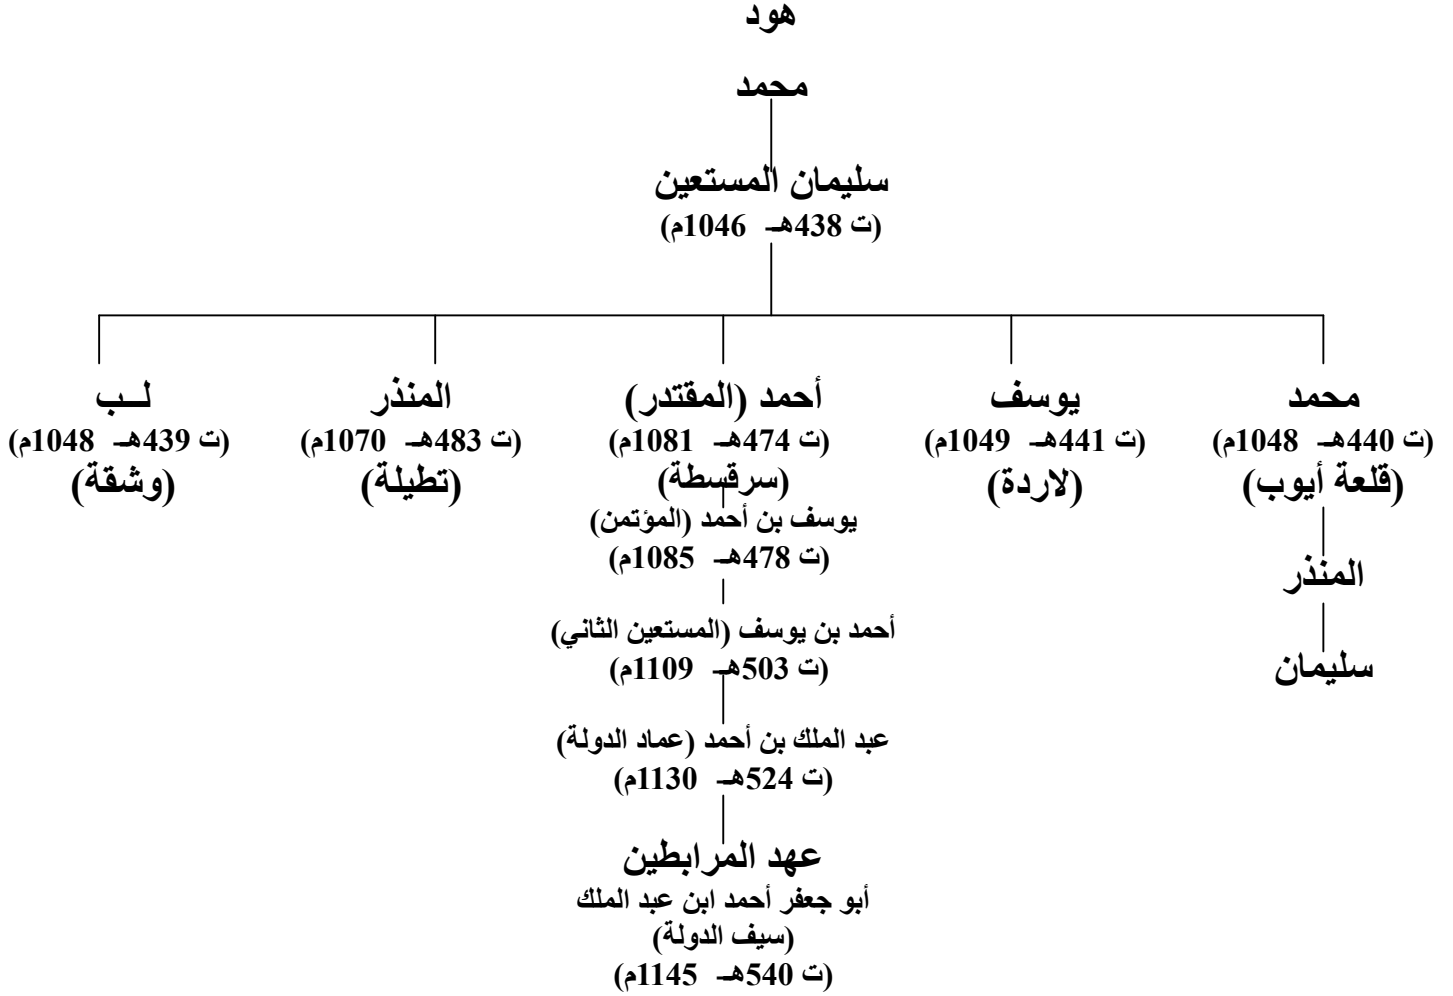 هود
محمد
سليمان المستعين
(ت 438هـ 1046م)
محمد
(ت 440هـ 1048م)
(قلعة أيوب)
المنذر
سليمان
يوسف
(ت 441هـ 1049م)
(لاردة)
أحمد (المقتدر)
(ت 474هـ 1081م)
(سرقسطة)
يوسف بن أحمد (المؤتمن)
(ت 478هـ 1085م)
أحمد بن يوسف (المستعين الثاني)
(ت 503هـ 1109م)
عبد الملك بن أحمد (عماد الدولة)
(ت 524هـ 1130م)
عهد المرابطين
أبو جعفر أحمد ابن عبد الملك
(سيف الدولة)
(ت 540هـ 1145م)
المنذر
(ت 483هـ 1070م)
(تطيلة)
لــب
(ت 439هـ 1048م)
(وشقة)